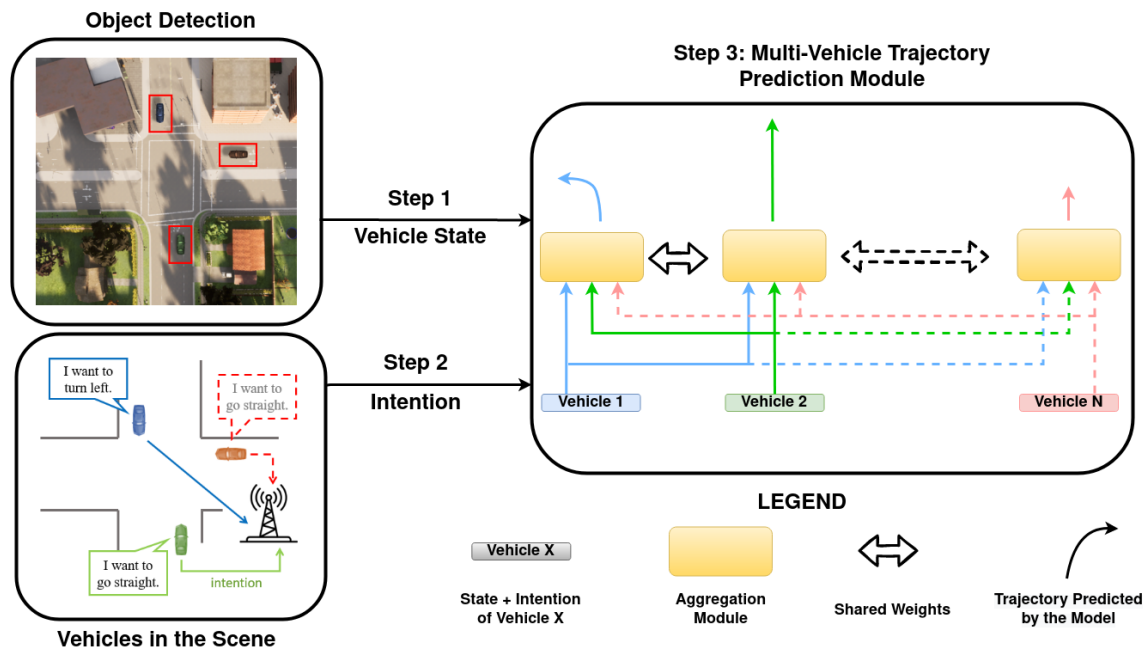 Object Detection
Step 1
Vehicle State
Step 3: Multi-Vehicle Trajectory
Prediction Module
Vehicle 1
Vehicle 2
Vehicle N
I want to
turn left.
I want to
go straight.
I want to
go straight.
intention
Vehicles in the Scene
Step 2
Intention
LEGEND
Vehicle X
State + Intention
of Vehicle X
Aggregation
Module
Shared Weights
Trajectory Predicted
by the Model